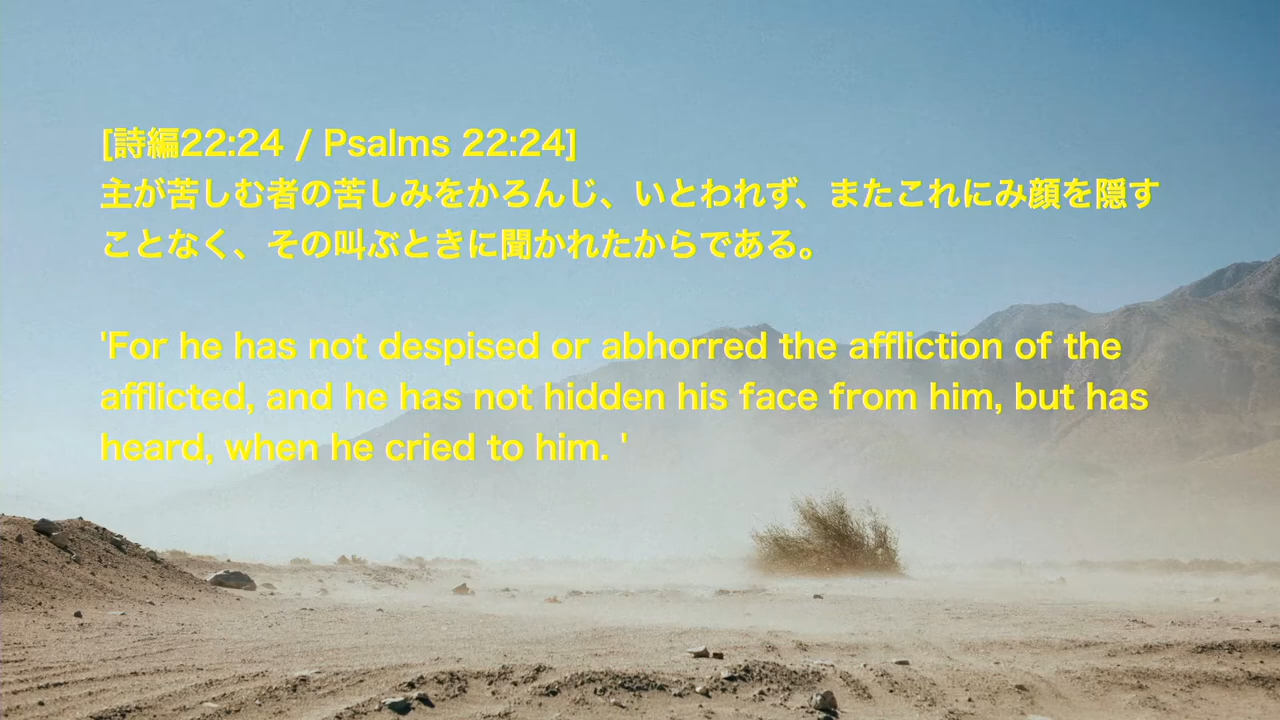 [詩編22:24 / Psalms 22:24]
主が苦しむ者の苦しみをかろんじ、いとわれず、またこれにみ顔を隠す
ことなく、その叫ぶときに聞かれたからである。
'For he has not despised or abhorred the affliction of the
afflicted, and he has not hidden his face from him, but has
heard, when he cried to him. '